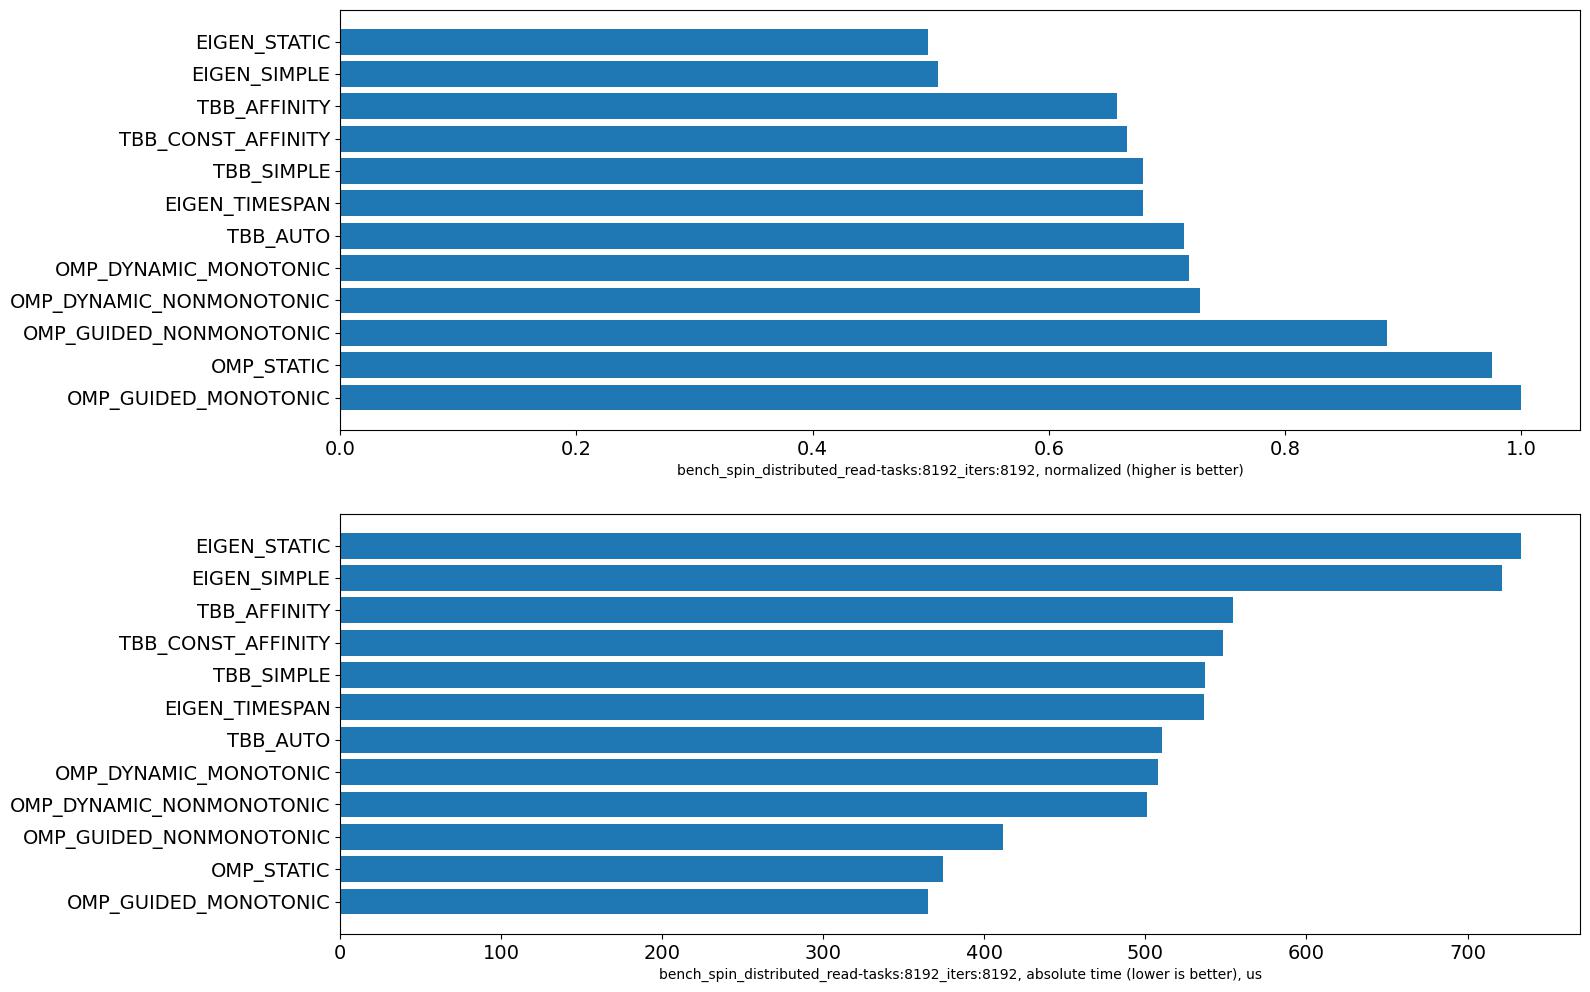 EIGEN_STATIC
EIGEN_SIMPLE
TBB_AFFINITY
TBB_CONST_AFFINITY
TBB_SIMPLE
EIGEN_TIMESPAN
TBB_AUTO
OMP_DYNAMIC_MONOTONIC
OMP_DYNAMIC_NONMONOTONIC
OMP_GUIDED_NONMONOTONIC
OMP_STATIC
OMP_GUIDED_MONOTONIC
0.0 0.2 0.4 0.6 0.8 1.0
bench_spin_distributed_read-tasks:8192_iters:8192, normalized (higher is better)
EIGEN_STATIC
EIGEN_SIMPLE
TBB_AFFINITY
TBB_CONST_AFFINITY
TBB_SIMPLE
EIGEN_TIMESPAN
TBB_AUTO
OMP_DYNAMIC_MONOTONIC
OMP_DYNAMIC_NONMONOTONIC
OMP_GUIDED_NONMONOTONIC
OMP_STATIC
OMP_GUIDED_MONOTONIC
0 100 200 300 400 500 600 700
bench_spin_distributed_read-tasks:8192_iters:8192, absolute time (lower is better), us